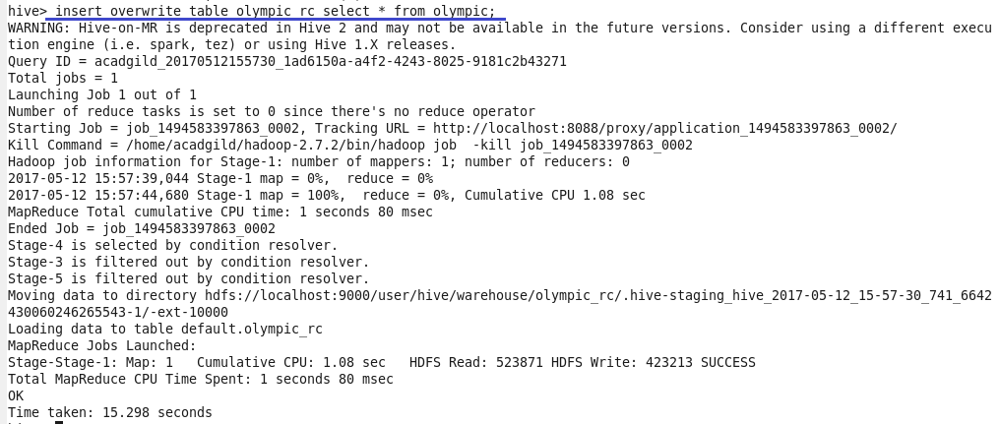 hive> insert overwrite table olympic_rc select * from olympic;
WARNING: Hive-on-MR is deprecated in Hive 2 and may not be available in the future versions. Consider using a different execu
tion engine (i.e. spark, tez) or using Hive 1.X releases.
Query ID = acadgild_20170512155730_1ad6150a-a4f2-4243-8025-9181c2b43271
Total jobs = 1
Launching Job 1 out of 1
Number of reduce tasks is set to 0 since there's no reduce operator
Starting Job = job_1494583397863_0002, Tracking URL = http://localhost:8088/proxy/application_1494583397863_0002/
Kill Command = /home/acadgild/hadoop-2.7.2/bin/hadoop job  -kill job_1494583397863_0002
Hadoop job information for Stage-1: number of mappers: 1; number of reducers: 0
2017-05-12 15:57:39,044 Stage-1 map = 0%,  reduce = 0%
2017-05-12 15:57:44,680 Stage-1 map = 100%,  reduce = 0%, Cumulative CPU 1.08 sec
MapReduce Total cumulative CPU time: 1 seconds 80 msec
Ended Job = job_1494583397863_0002
Stage-4 is selected by condition resolver.
Stage-3 is filtered out by condition resolver.
Stage-5 is filtered out by condition resolver.
Moving data to directory hdfs://localhost:9000/user/hive/warehouse/olympic_rc/.hive-staging_hive_2017-05-12_15-57-30_741_6642
430060246265543-1/-ext-10000
Loading data to table default.olympic_rc
MapReduce Jobs Launched:
Stage-Stage-1: Map: 1   Cumulative CPU: 1.08 sec   HDFS Read: 523871 HDFS Write: 423213 SUCCESS
Total MapReduce CPU Time Spent: 1 seconds 80 msec
OK
Time taken: 15.298 seconds